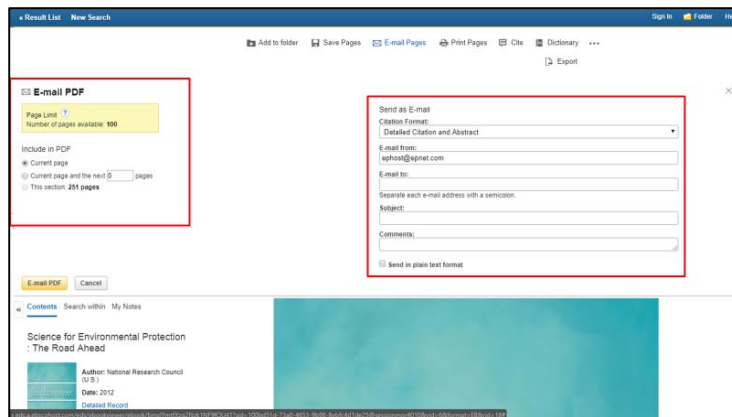 « Result List New Search Sign In Folder
Add to folder Save Pages E-mail Pages Print Pages Cite Dictionary •••
Export
E-mail PDF
Page Limit
Number of pages available: 100
Include in PDF
Current page
Current page and the next 0 pages
This section: 251 pages
Send as E-mail
Citation Format:
Detailed Citation and Abstract
E-mail from:
ephost@epnet.com
E-mail to:
Separate each e-mail address with a semicolon.
Subject:
Comments:
Send in plain text format
E-mail PDF Cancel
« Contents Search within My Notes
Science for Environmental Protection
: The Road Ahead
Author: National Research Council
(U.S.)
Date: 2012
Detailed Record